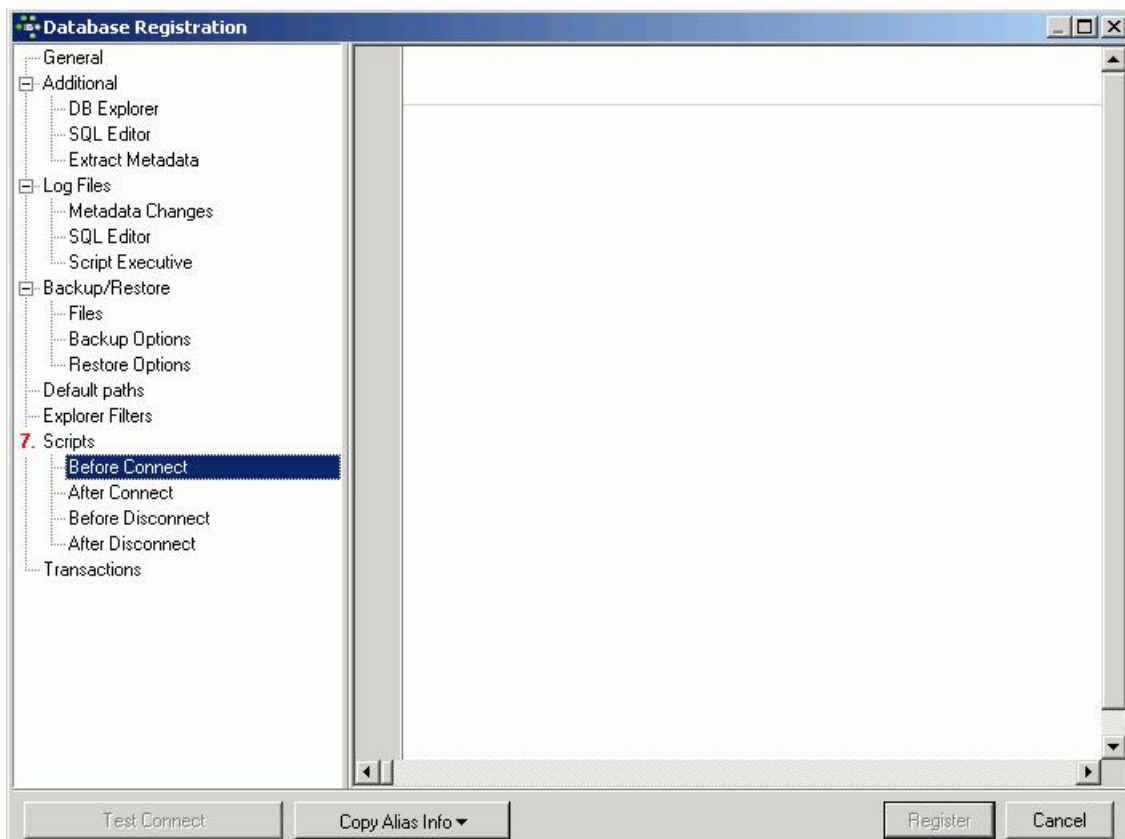 Database Registration
General
Additional
DB Explorer
SQL Editor
Extract Metadata
Log Files
Metadata Changes
SQL Editor
Script Executive
Backup/Restore
Files
Backup Options
Restore Options
Default paths
Explorer Filters
7. Scripts
Before Connect
After Connect
Before Disconnect
After Disconnect
Transactions
Test Connect Copy Alias Info Register Cancel